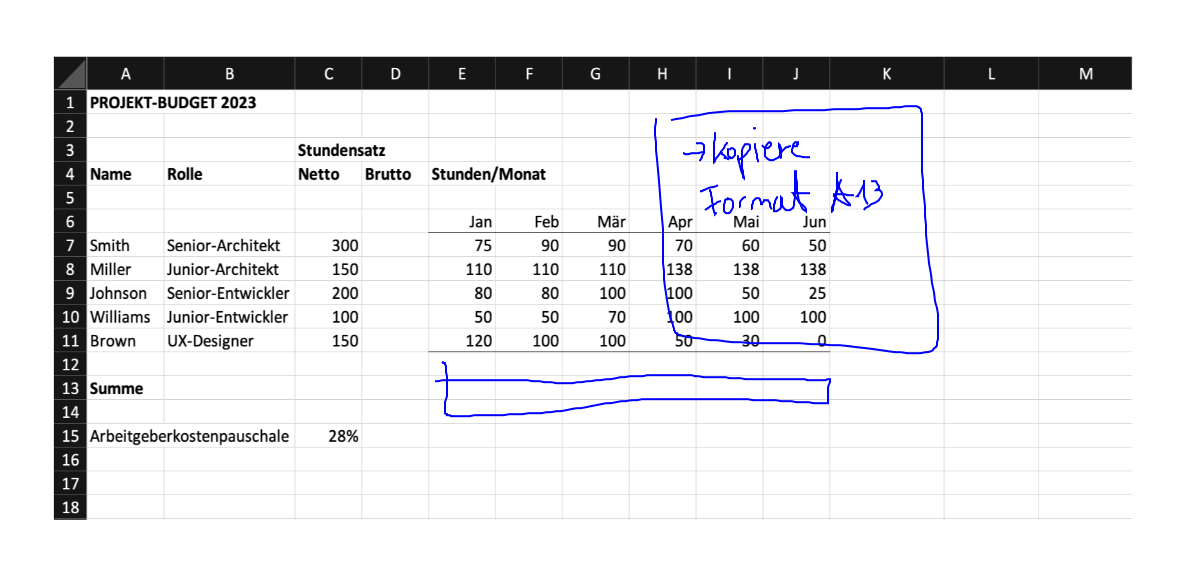 A B C D E F G H I J K L M
1 PROJEKT-BUDGET 2023
2
3 Stundensatz
4 Name Rolle Netto Brutto Stunden/Monat
5
6 Jan Feb Mär Apr Mai Jun
7 Smith Senior-Architekt 300 75 90 90 70 60 50
8 Miller Junior-Architekt 150 110 110 110 138 138 138
9 Johnson Senior-Entwickler 200 80 80 100 100 50 25
10 Williams Junior-Entwickler 100 50 50 70 100 100 100
11 Brown UX-Designer 150 120 100 100 50 30 0
12
13 Summe
14
15 Arbeitgeberkostenpauschale 28%
16
17
18
→ kopiere
Format A13